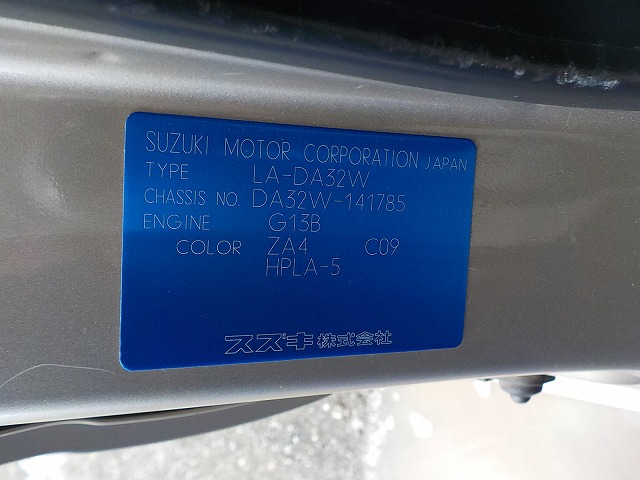 SUZUKI MOTOR CORPORATION JAPAN
TYPE LA-DA32W
CHASSIS NO. DA32W-141785
ENGINE G13B
COLOR ZA4 C09
HPLA-5
スズキ株式会社